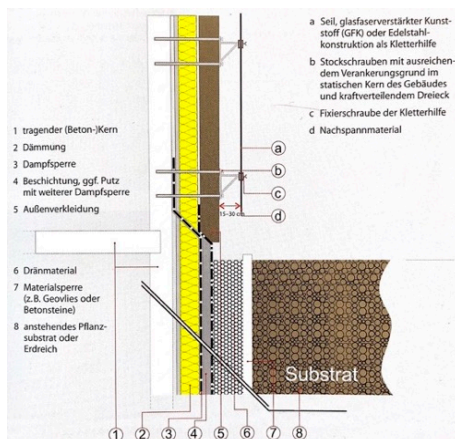 a Seil, glasfaserverstärkter Kunst-
stoff (GFK) oder Edelstahl-
konstruktion als Kletterhilfe
b Stockschrauben mit ausreichen-
dem Verankerungsgrund im
statischen Kern des Gebäudes
und kraftverteilendem Dreieck
c Fixierschraube der Kletterhilfe
d Nachspannmaterial
1 tragender (Beton-)Kern
2 Dämmung
3 Dampfsperre
4 Beschichtung, ggf. Putz
mit weiterer Dampfsperre
5 Außenverkleidung
6 Dränmaterial
7 Materialsperre
(z.B. Geovlies oder
Betonsteine)
8 anstehendes Pflanz-
substrat oder
Erdreich
a
b
c
15–30 cm
d
Substrat
1 2 3 4 5 6 7 8